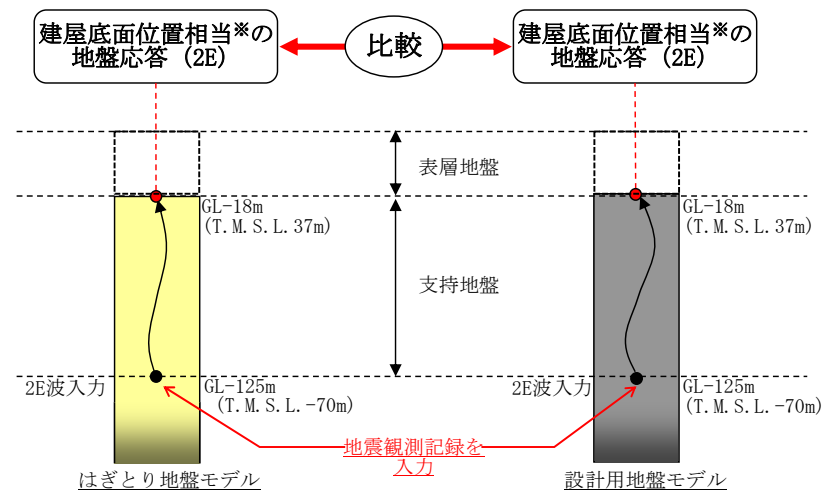 建屋底面位置相当※の
地盤応答（2E）
比較
建屋底面位置相当※の
地盤応答（2E）
表層地盤
GL-18m
(T.M.S.L.37m)
GL-18m
(T.M.S.L.37m)
支持地盤
2E波入力
GL-125m
(T.M.S.L.-70m)
2E波入力
GL-125m
(T.M.S.L.-70m)
地震観測記録を
入力
はぎとり地盤モデル
設計用地盤モデル